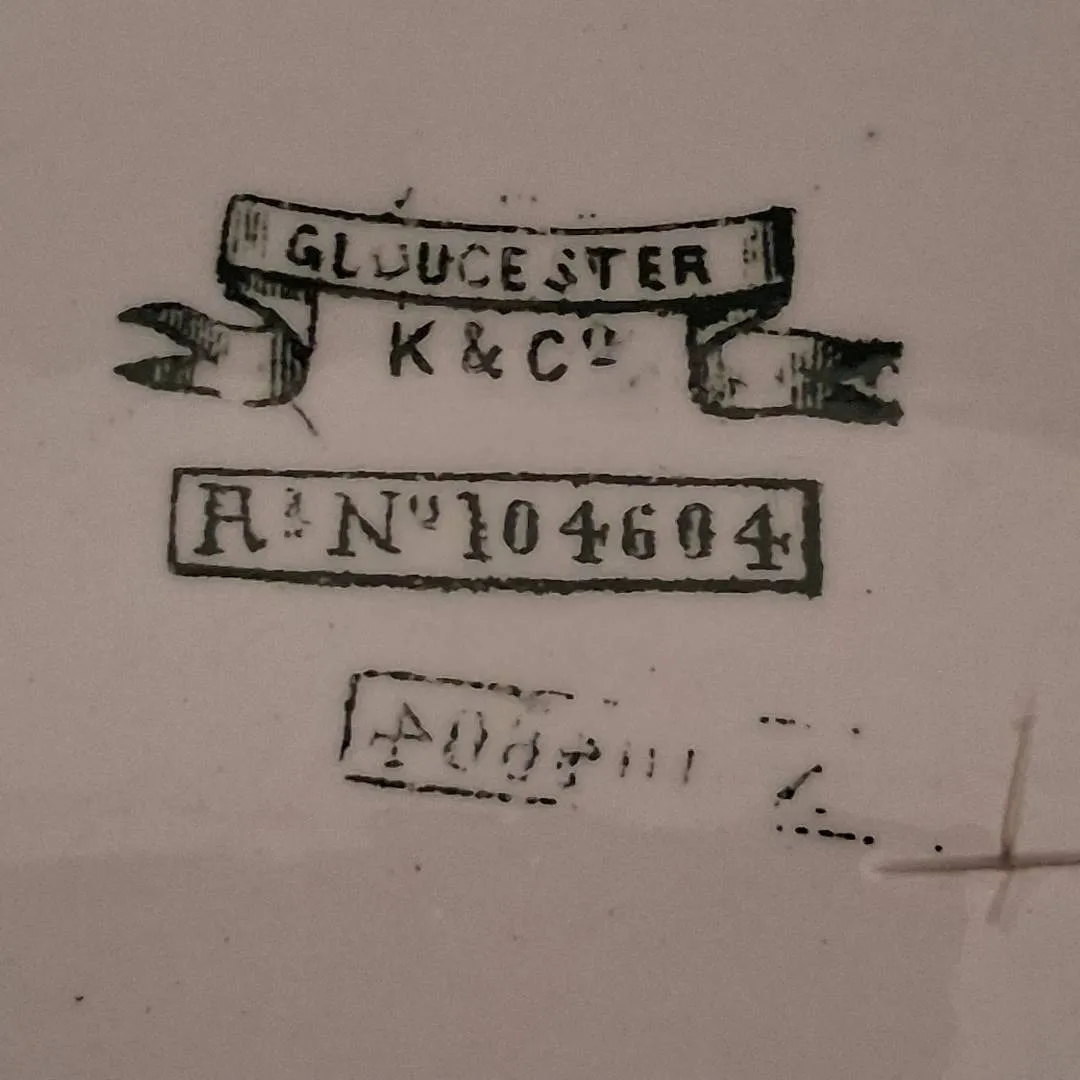 GLOUCESTER
K & Cº
Rd Nº 104604